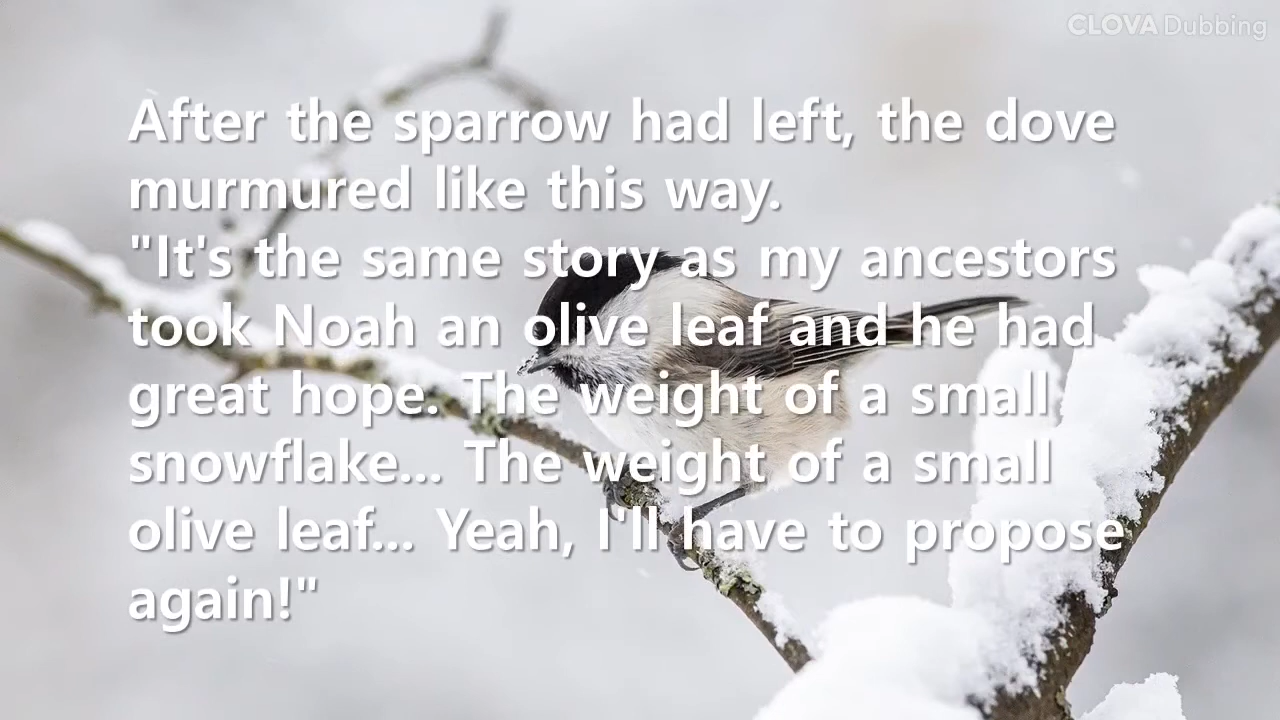 CLOVA Dubbing
After the sparrow had left, the dove
murmured like this way.
"It's the same story as my ancestors
took Noah an olive leaf and he had
great hope. The weight of a small
snowflake... The weight of a small
olive leaf... Yeah, I'll have to propose
again!"